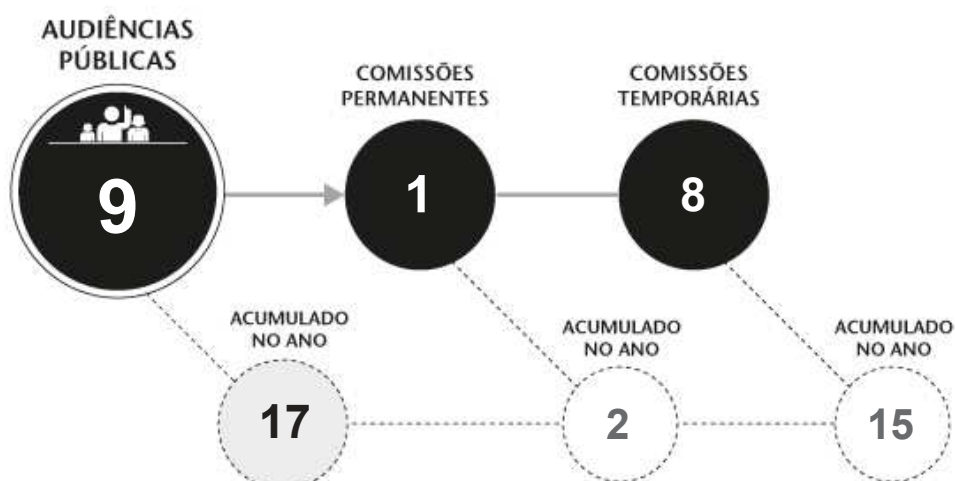 AUDIÊNCIAS
PÚBLICAS
9
COMISSÕES
PERMANENTES
1
COMISSÕES
TEMPORÁRIAS
8
ACUMULADO
NO ANO
17
ACUMULADO
NO ANO
2
ACUMULADO
NO ANO
15